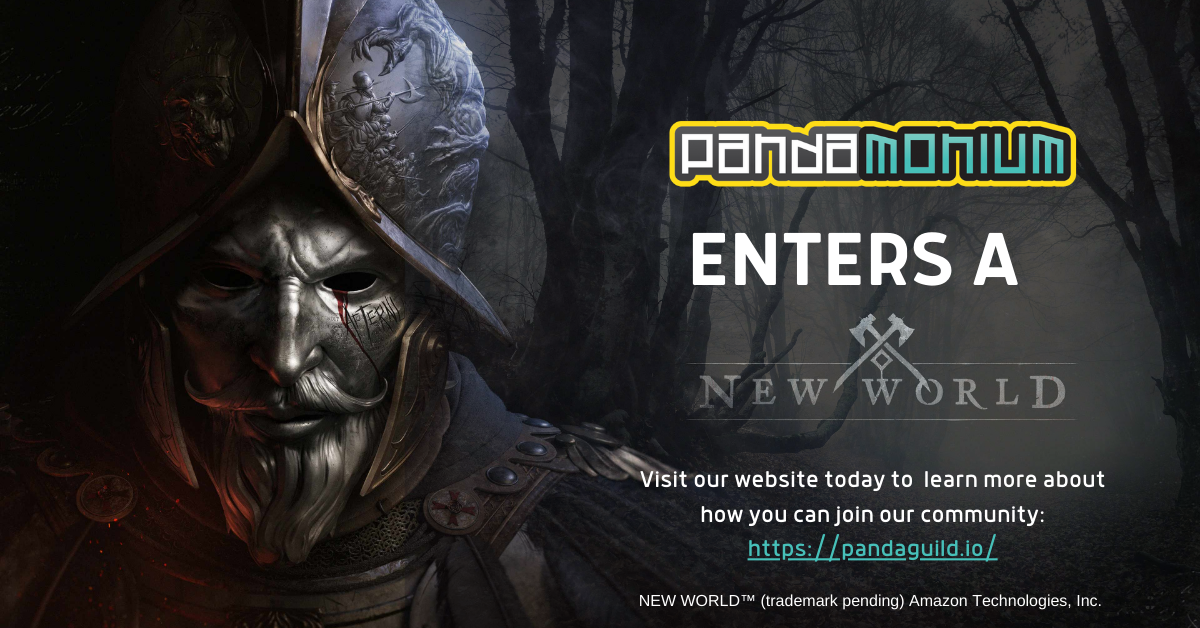 pandamonium
ENTERS A
NEW WORLD
AETERNUM
Visit our website today to learn more about
how you can join our community:
https://pandaguild.io/
NEW WORLD™ (trademark pending) Amazon Technologies, Inc.